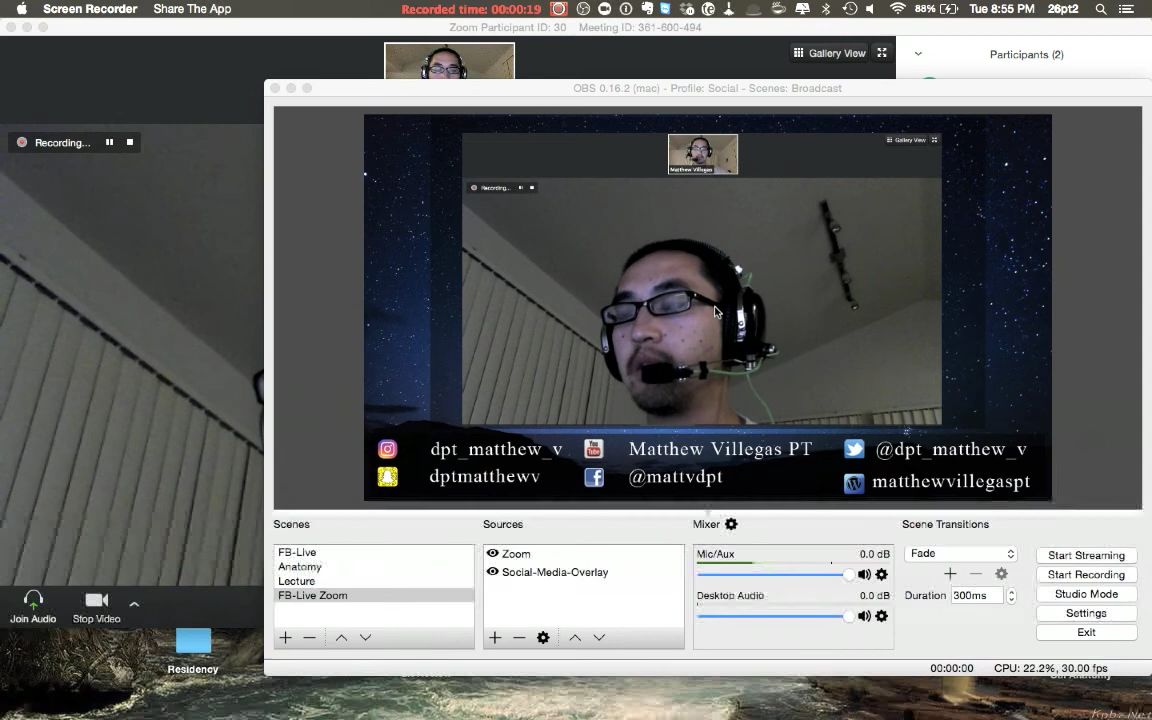 Screen Recorder Share The App Recorded time: 00:00:19 88% Tue 8:55 PM 26pt2
Zoom Participant ID: 30 Meeting ID: 361-600-494
Gallery View Participants (2)
OBS 0.16.2 (mac) - Profile: Social - Scenes: Broadcast
Recording...
Gallery View
Matthew Villegas
Recording...
dpt_matthew_v You Tube Matthew Villegas PT @dpt_matthew_v
dptmatthewv @mattvdpt matthewvillegaspt
Scenes Sources Mixer Scene Transitions
FB-Live Zoom Mic/Aux 0.0 dB Fade Start Streaming
Anatomy Social-Media-Overlay Start Recording
Lecture
FB-Live Zoom Desktop Audio 0.0 dB Duration 300ms Studio Mode
Join Audio Stop Video Settings
Exit
Residency
00:00:00 CPU: 22.2%, 30.00 fps